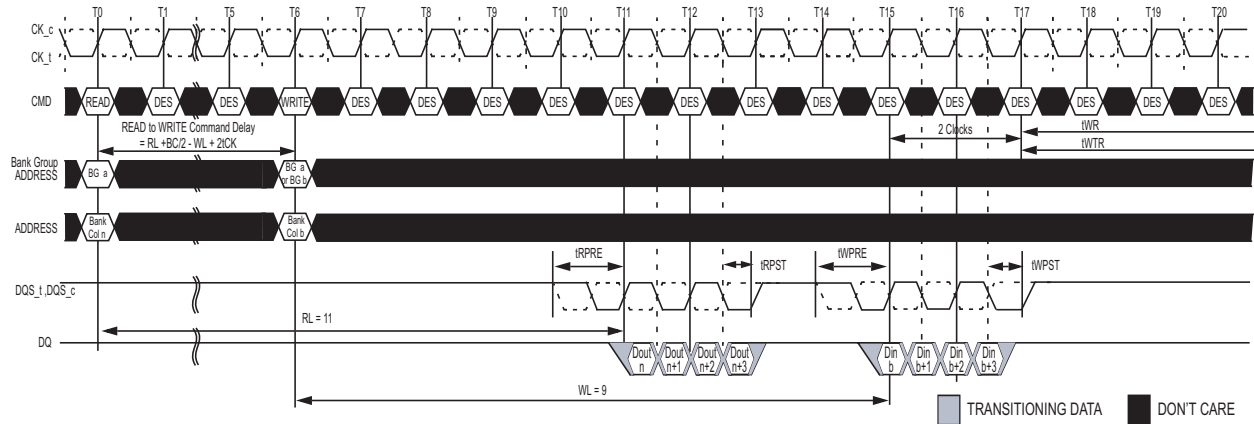 T0 T1 T5 T6 T7 T8 T9 T10 T11 T12 T13 T14 T15 T16 T17 T18 T19 T20
CK_c
CK_t
CMD READ DES DES WRITE DES DES DES DES DES DES DES DES DES DES DES DES DES DES
READ to WRITE Command Delay
= RL +BC/2 - WL + 2tCK
2 Clocks
tWR
tWTR
Bank Group
ADDRESS
BG a
BG a
or BG b
ADDRESS
Bank
Col n
Bank
Col b
tRPRE
tRPST
tWPRE
tWPST
DQS_t ,DQS_c
RL = 11
DQ
Dout
n
Dout
n+1
Dout
n+2
Dout
n+3
Din
b
Din
b+1
Din
b+2
Din
b+3
WL = 9
TRANSITIONING DATA
DON'T CARE